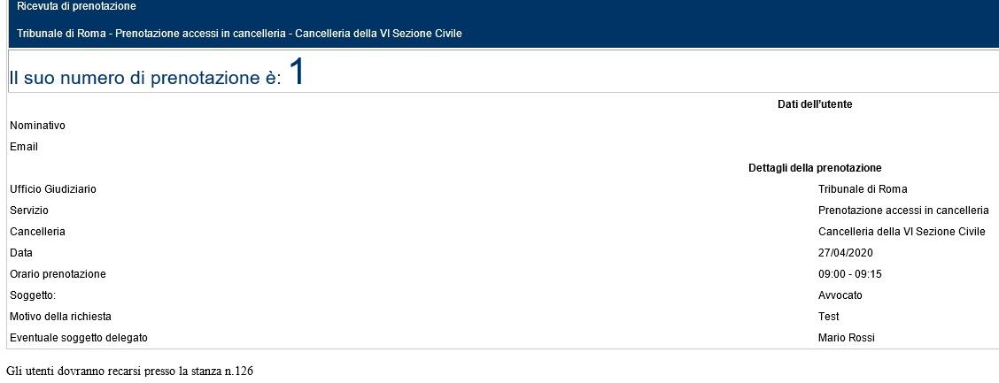 Ricevuta di prenotazione
Tribunale di Roma - Prenotazione accessi in cancelleria - Cancelleria della VI Sezione Civile
Il suo numero di prenotazione è: 1
Dati dell'utente
Nominativo
Email
Dettagli della prenotazione
Ufficio Giudiziario Tribunale di Roma
Servizio Prenotazione accessi in cancelleria
Cancelleria Cancelleria della VI Sezione Civile
Data 27/04/2020
Orario prenotazione 09:00 - 09:15
Soggetto: Avvocato
Motivo della richiesta Test
Eventuale soggetto delegato Mario Rossi
Gli utenti dovranno recarsi presso la stanza n.126